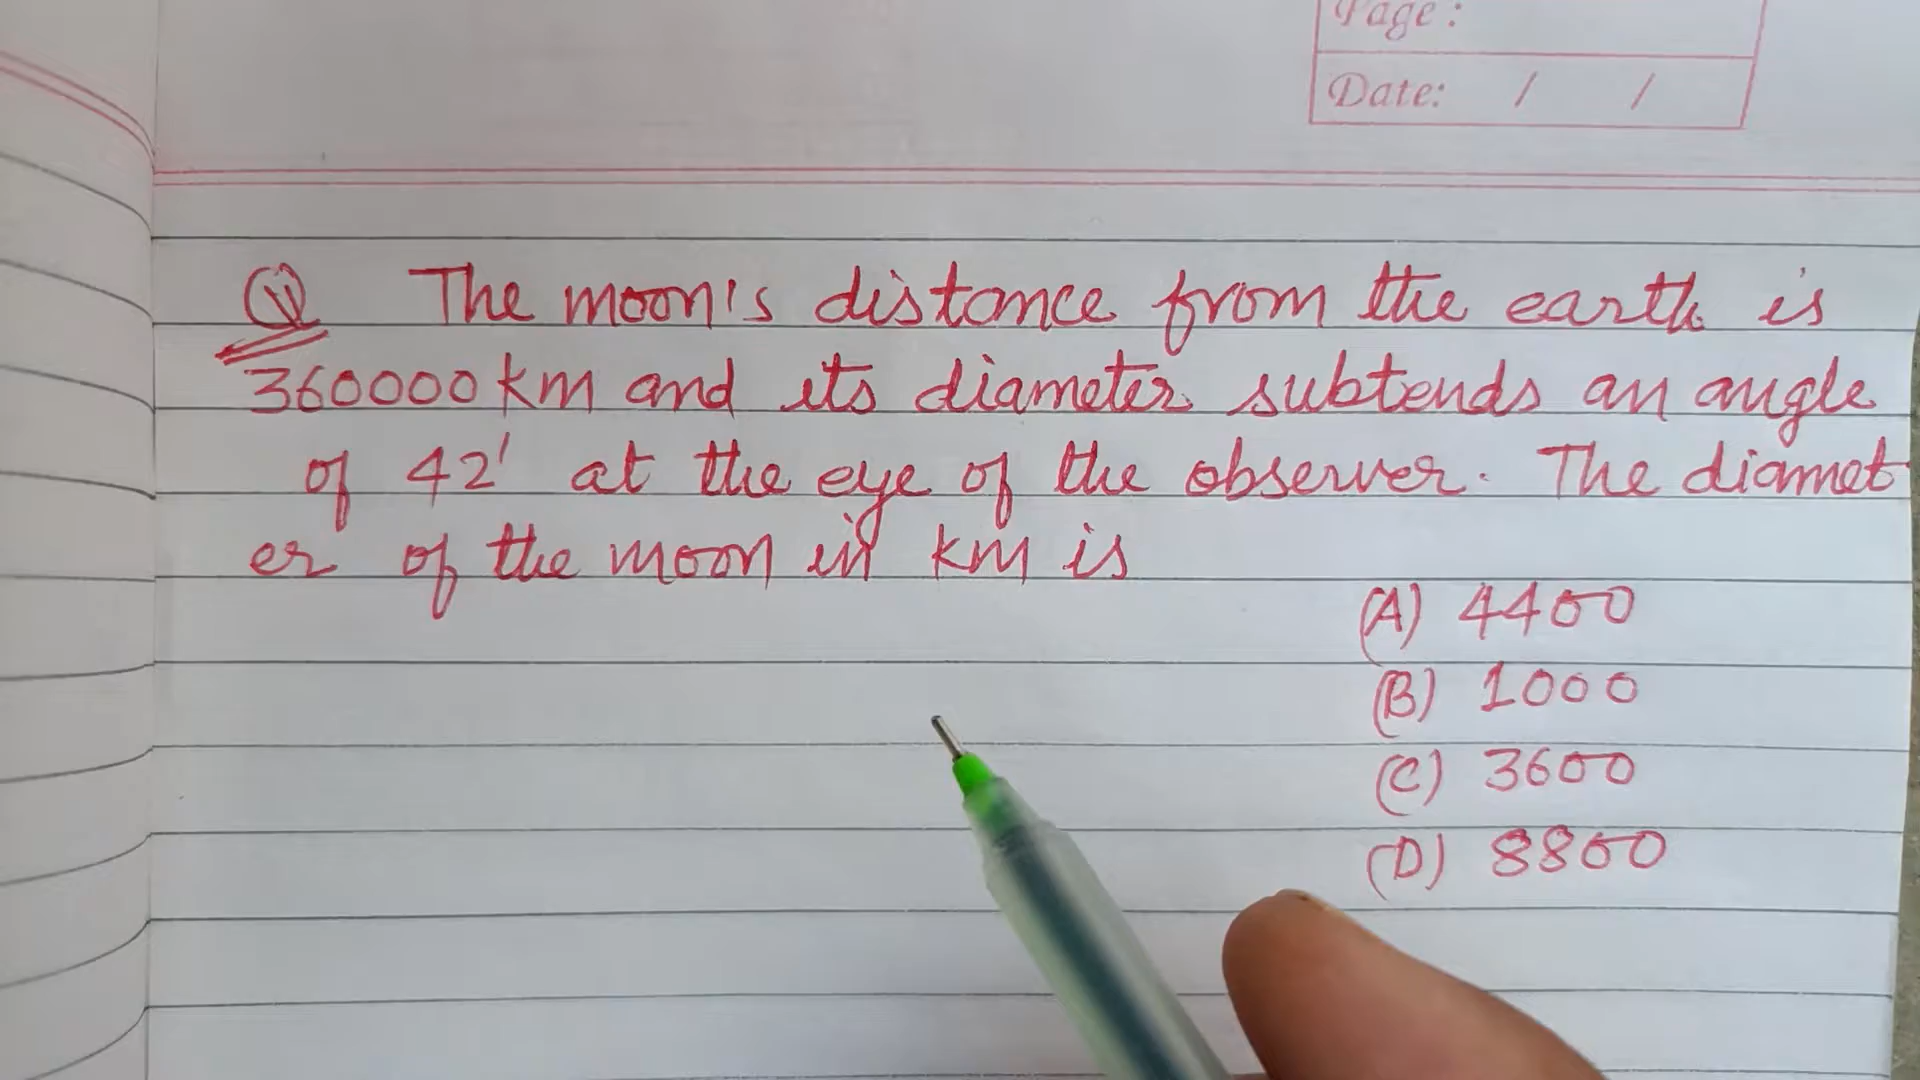 Page :
Date: / /
Q The moon's distance from the earth is
360000 km and its diameter subtends an angle
of 42' at the eye of the observer. The diamet
er of the moon in km is
(A) 4400
(B) 1000
(C) 3600
(D) 8800